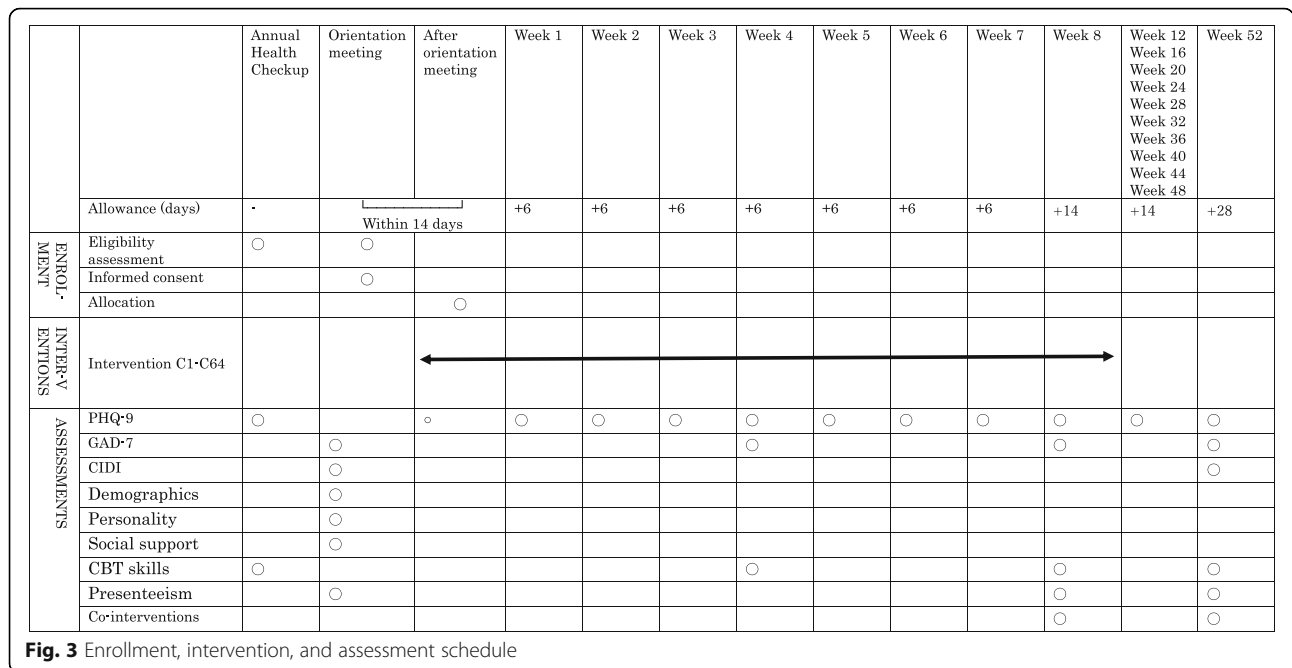 Annual Health Checkup
Orientation meeting
After orientation meeting
Week 1
Week 2
Week 3
Week 4
Week 5
Week 6
Week 7
Week 8
Week 12
Week 16
Week 20
Week 24
Week 28
Week 32
Week 36
Week 40
Week 44
Week 48
Week 52
Allowance (days) - Within 14 days +6 +6 +6 +6 +6 +6 +6 +14 +14 +28
ENROL-
MENT
Eligibility
assessment
Informed consent
Allocation
INTER-V
ENTIONS
Intervention C1-C64
ASSESSMENTS
PHQ-9
GAD-7
CIDI
Demographics
Personality
Social support
CBT skills
Presenteeism
Co-interventions
Fig. 3 Enrollment, intervention, and assessment schedule